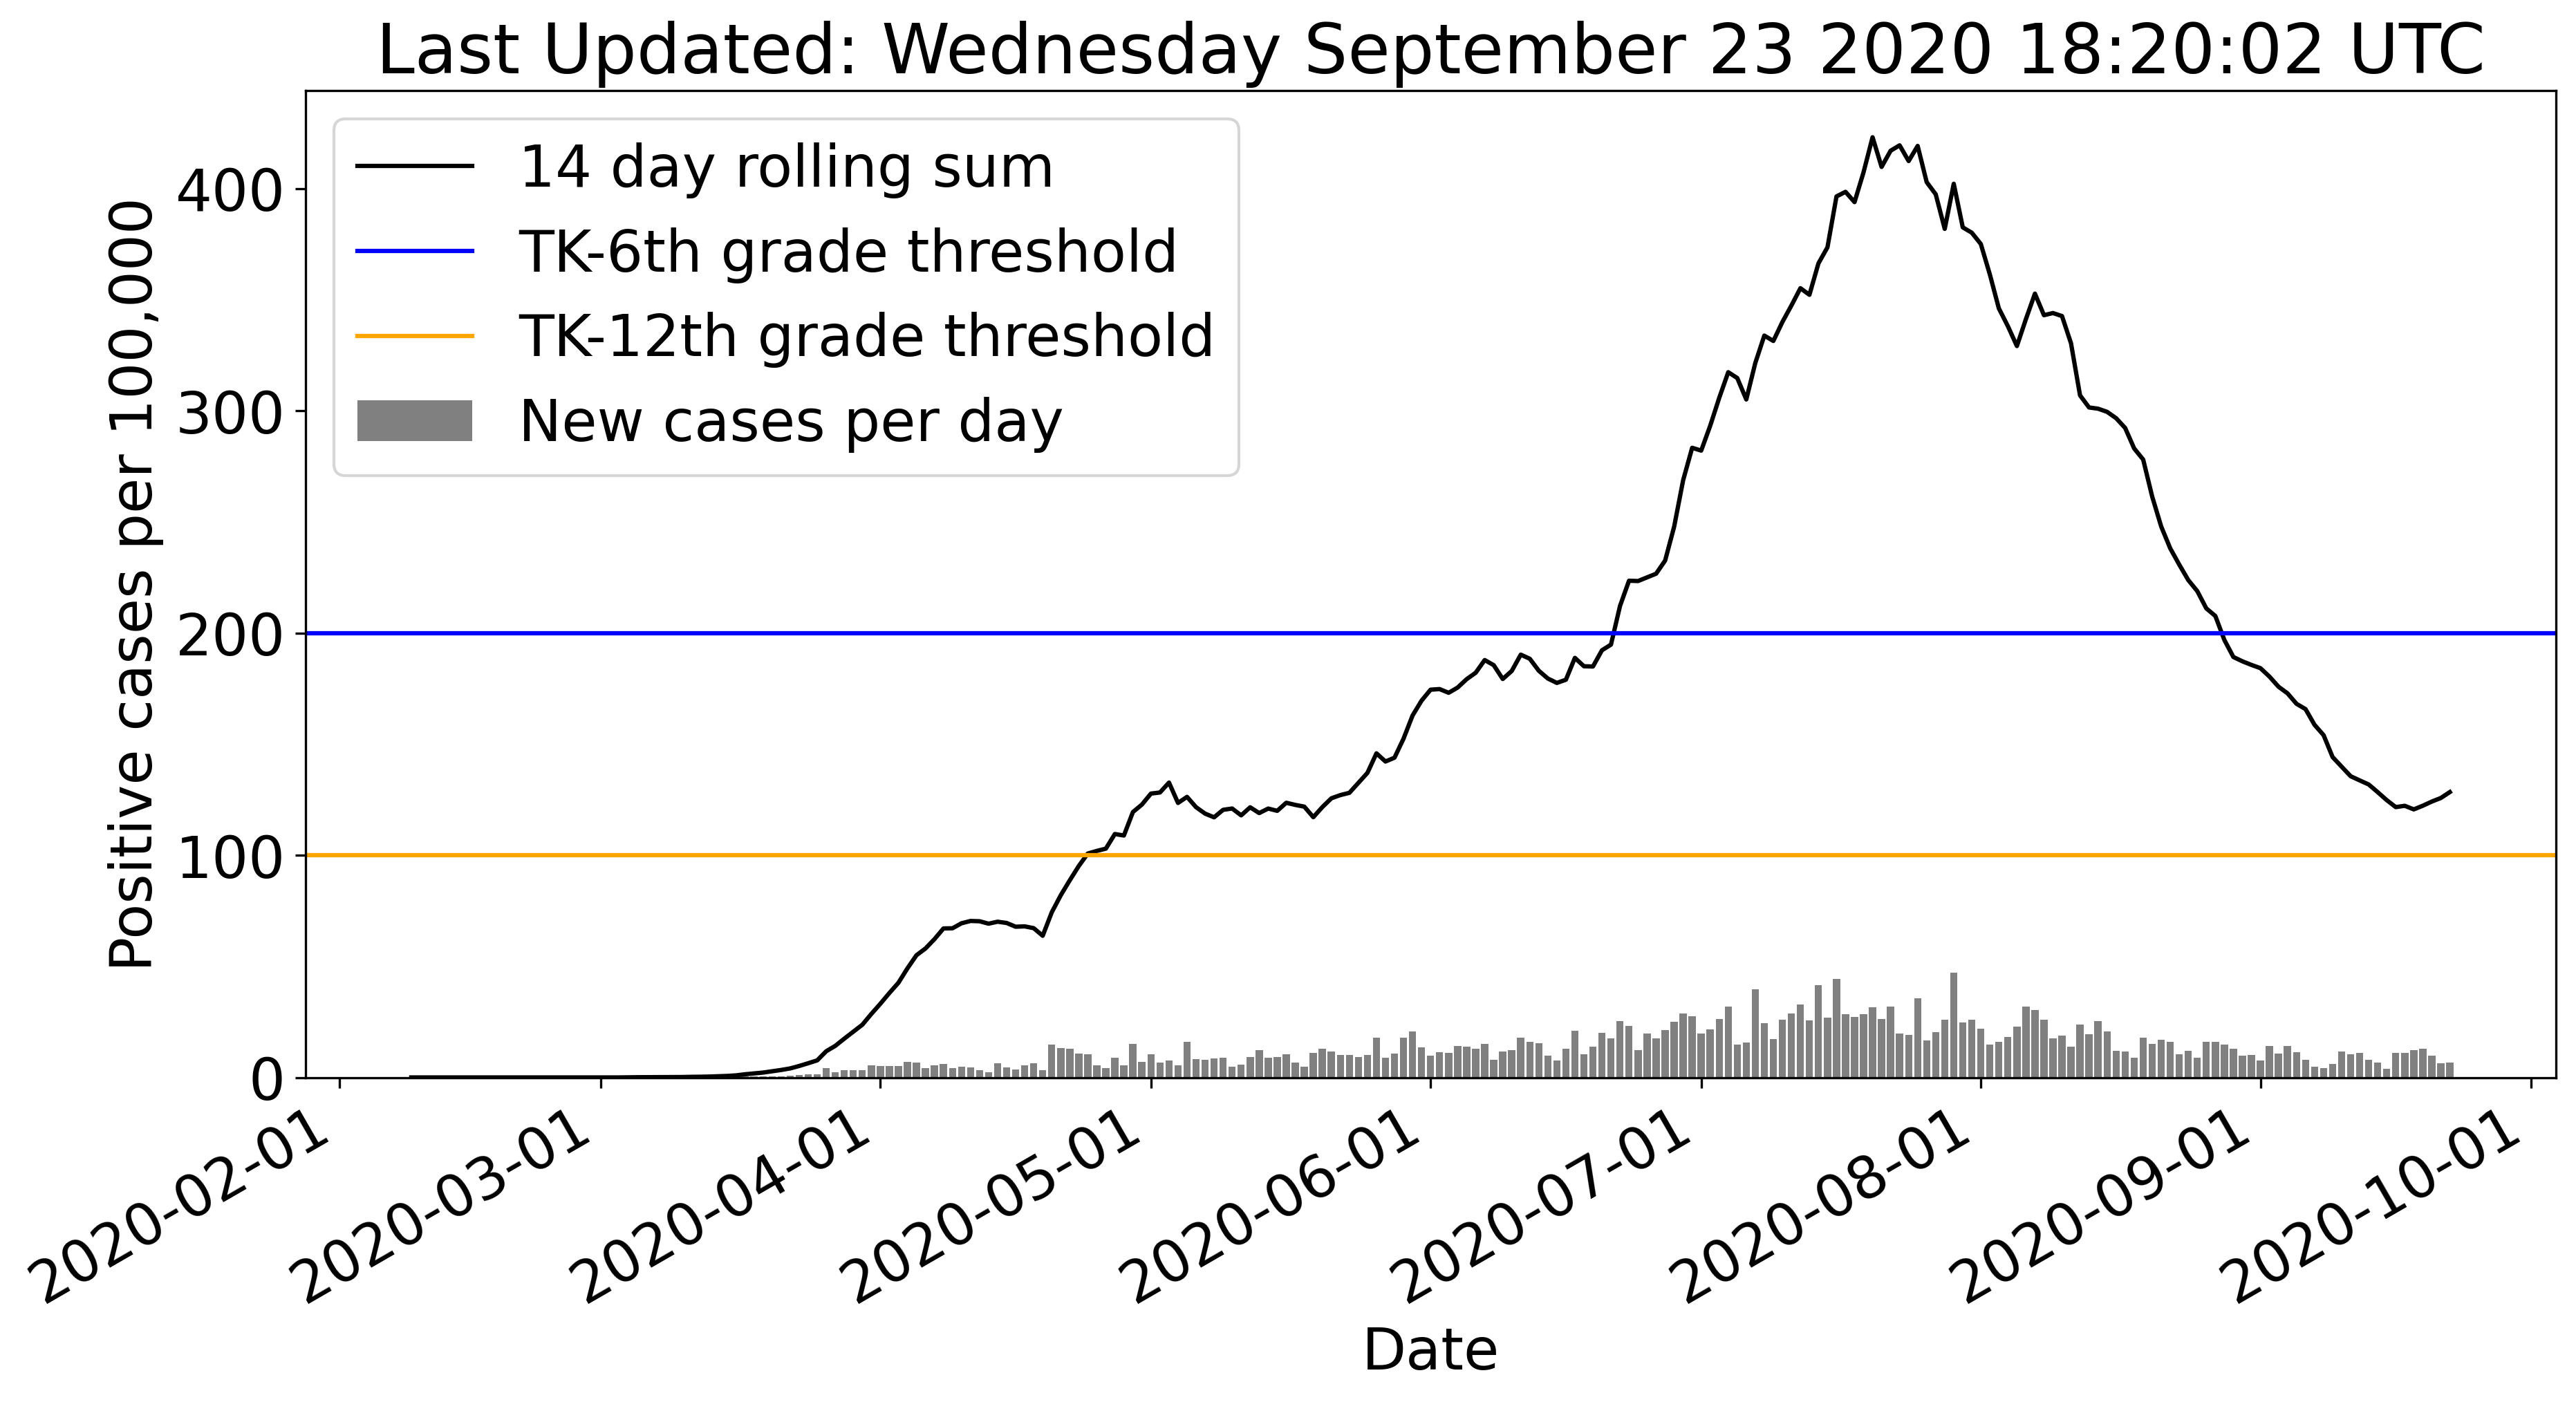 Last Updated: Wednesday September 23 2020 18:20:02 UTC
14 day rolling sum
TK-6th grade threshold
TK-12th grade threshold
New cases per day
Positive cases per 100,000
400
300
200
100
0
2020-02-01
2020-03-01
2020-04-01
2020-05-01
2020-06-01
2020-07-01
2020-08-01
2020-09-01
2020-10-01
Date